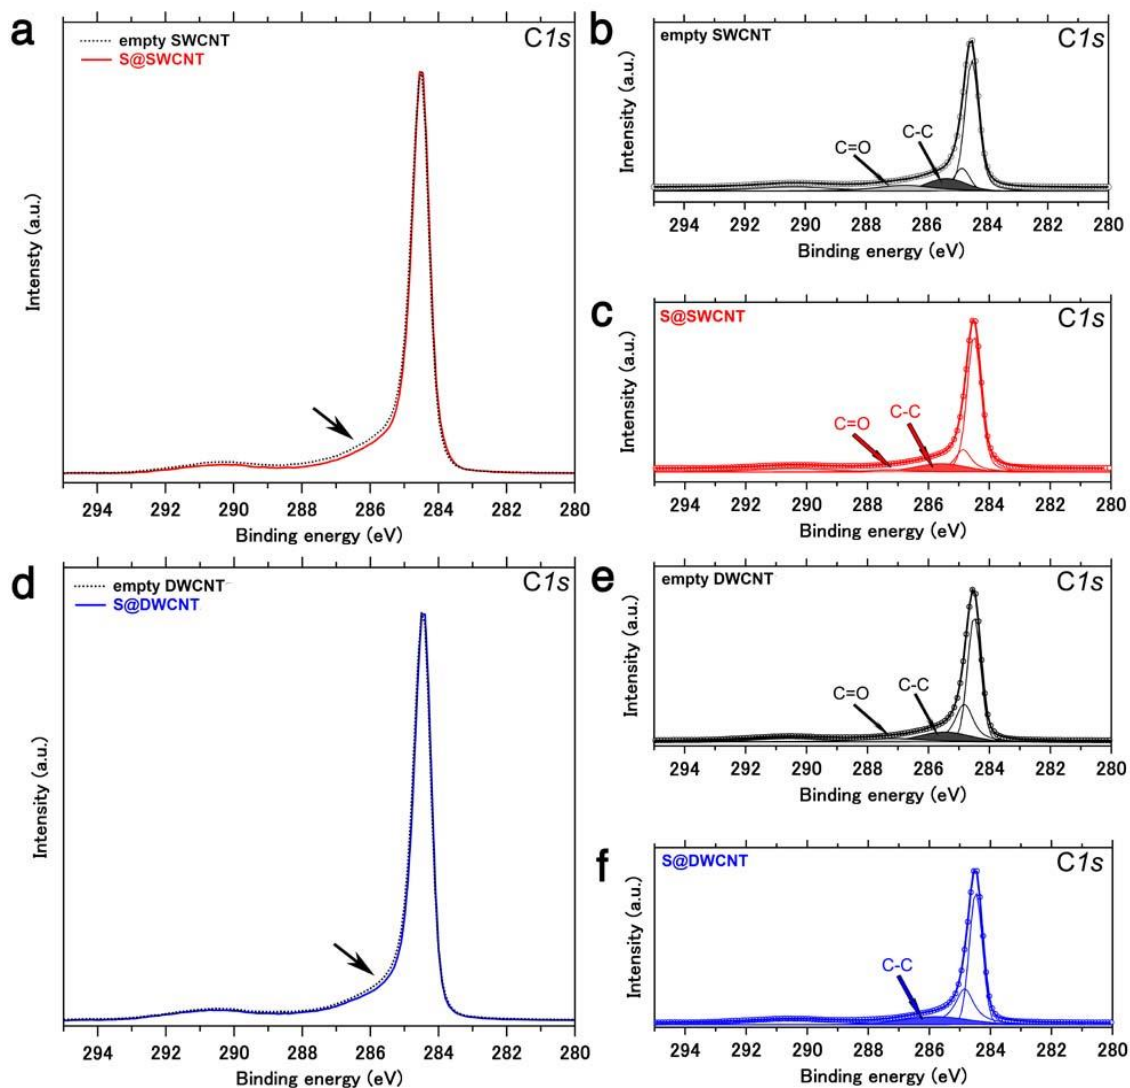 a
empty SWCNT
S@SWCNT
C1s
Intensty (a.u.)
294 292 290 288 286 284 282 280
Binding energy (eV)
b
empty SWCNT
C1s
C=O
C-C
Intensity (a.u.)
294 292 290 288 286 284 282 280
Binding energy (eV)
c
S@SWCNT
C1s
C=O
C-C
Intensity (a.u.)
294 292 290 288 286 284 282 280
Binding energy (eV)
d
empty DWCNT
S@DWCNT
C1s
Intensity (a.u.)
294 292 290 288 286 284 282 280
Binding energy (eV)
e
empty DWCNT
C1s
C=O
C-C
Intensity (a.u.)
294 292 290 288 286 284 282 280
Binding energy (eV)
f
S@DWCNT
C1s
C-C
Intensity (a.u.)
294 292 290 288 286 284 282 280
Binding energy (eV)